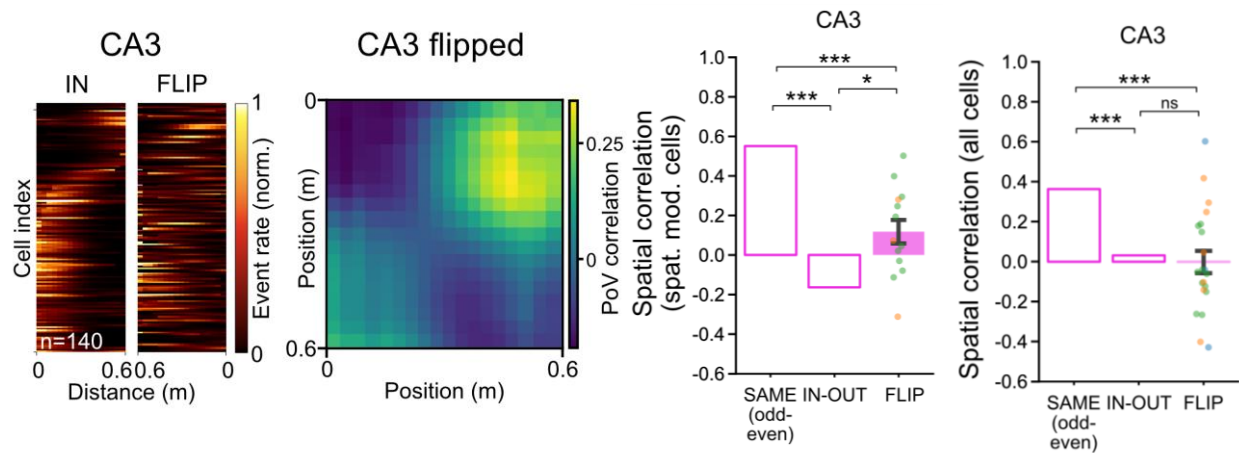 CA3
IN FLIP
Cell index
n=140
0 0.6 0.6 0
Distance (m)
1
0
Event rate (norm.)
CA3 flipped
0
0.6
Position (m)
0 0.6
Position (m)
0.25
0
PoV correlation
CA3
Spatial correlation
(spat. mod. cells)
1.0
0.8
0.6
0.4
0.2
0.0
-0.2
-0.4
-0.6
***
*
***
SAME IN-OUT FLIP
(odd-
even)
CA3
Spatial correlation (all cells)
1.0
0.8
0.6
0.4
0.2
0.0
-0.2
-0.4
-0.6
***
ns
***
SAME IN-OUT FLIP
(odd-
even)